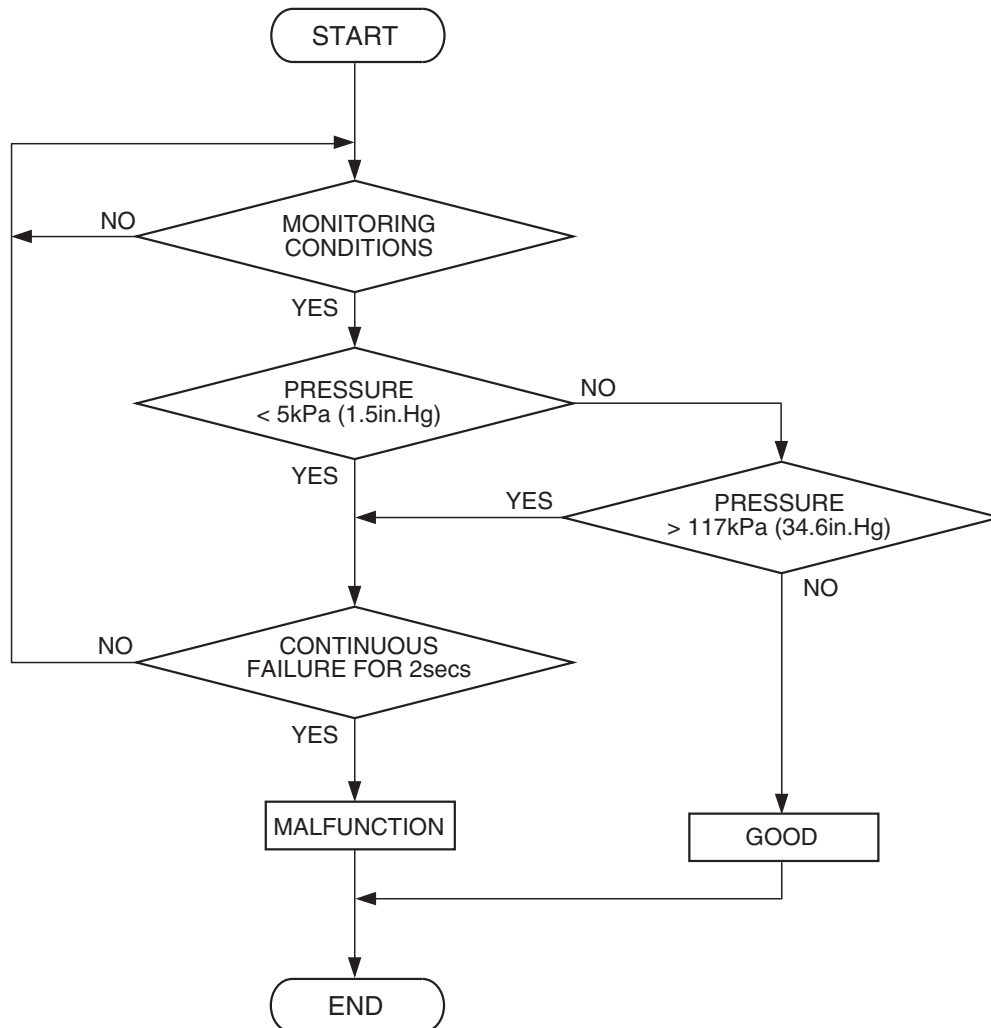 START
NO
MONITORING
CONDITIONS
YES
PRESSURE
< 5kPa (1.5in.Hg)
NO
YES
YES
PRESSURE
> 117kPa (34.6in.Hg)
NO
NO
CONTINUOUS
FAILURE FOR 2secs
YES
MALFUNCTION
GOOD
END